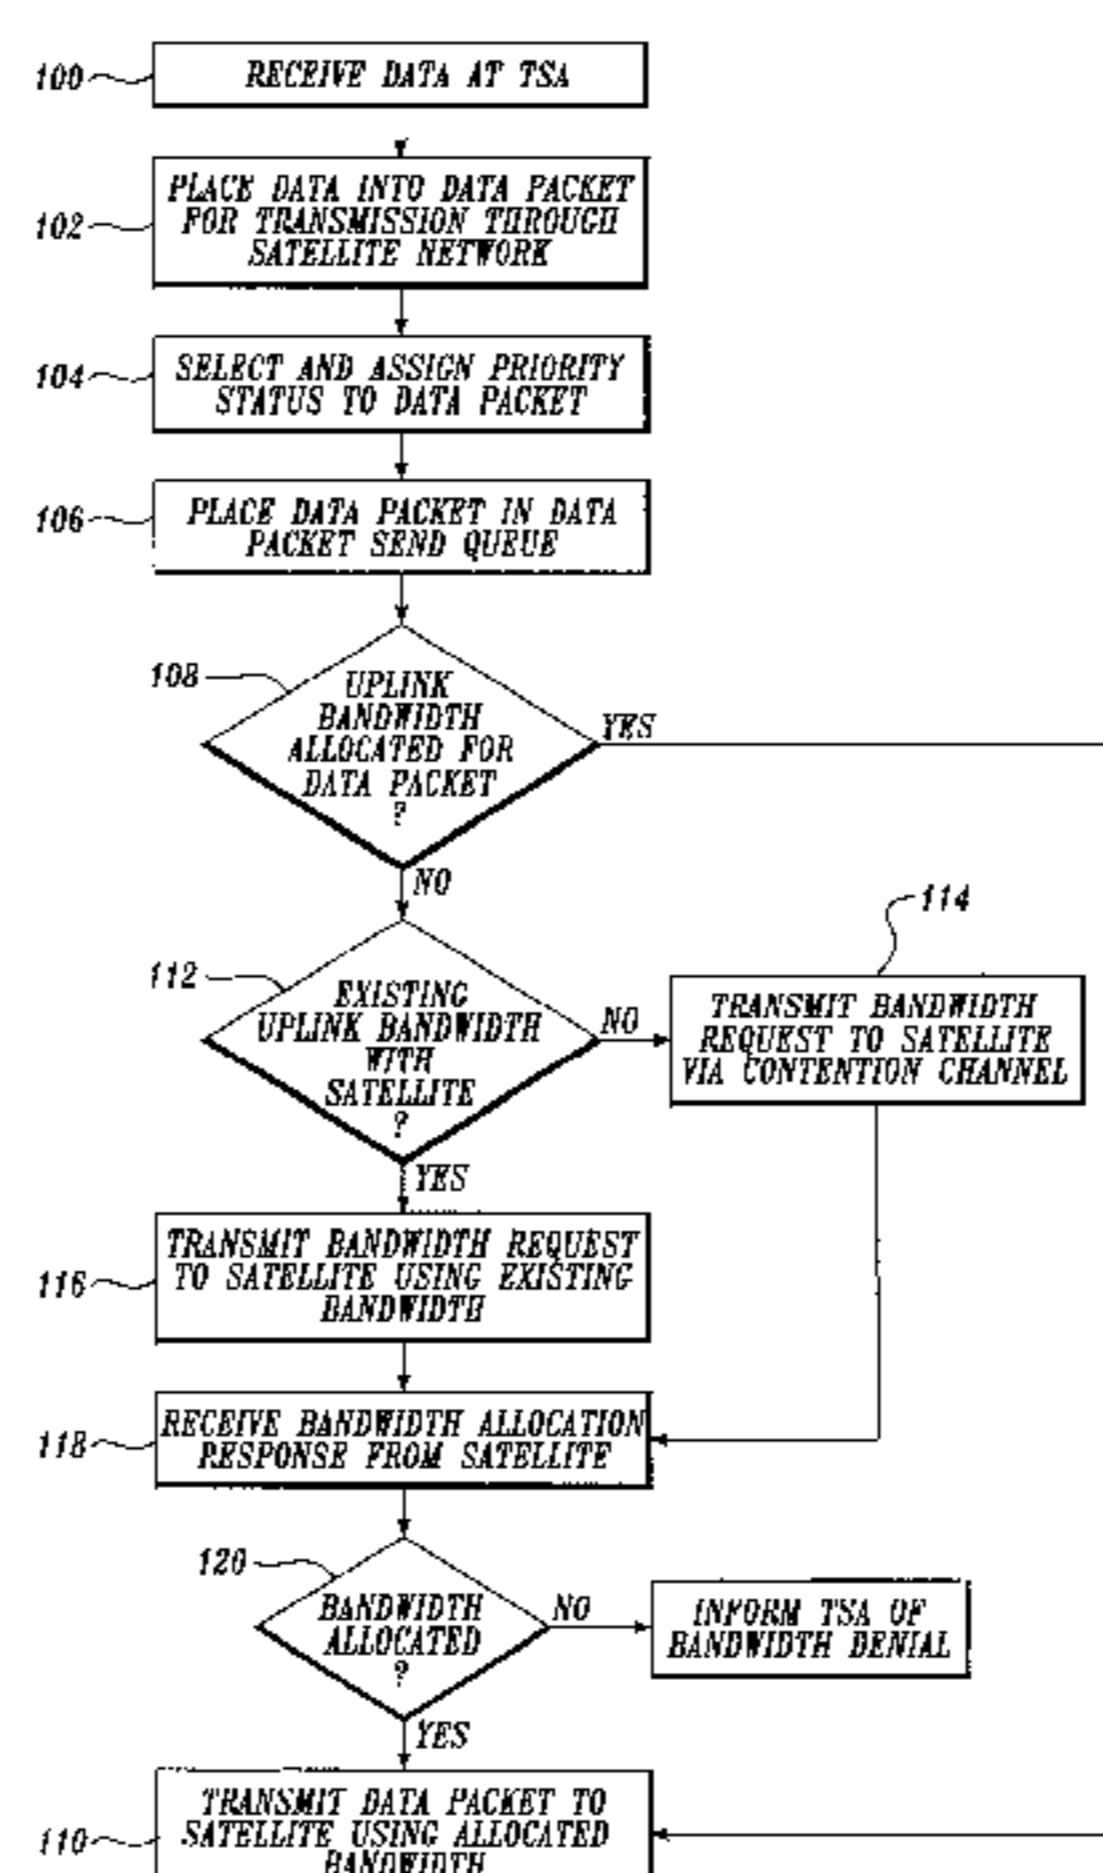 100
RECEIVE DATA AT TSA
102
PLACE DATA INTO DATA PACKET
FOR TRANSMISSION THROUGH
SATELLITE NETWORK
104
SELECT AND ASSIGN PRIORITY
STATUS TO DATA PACKET
106
PLACE DATA PACKET IN DATA
PACKET SEND QUEUE
108
UPLINK
BANDWIDTH
ALLOCATED FOR
DATA PACKET
?
YES
NO
112
EXISTING
UPLINK BANDWIDTH
WITH
SATELLITE
?
NO
114
TRANSMIT BANDWIDTH
REQUEST TO SATELLITE
VIA CONTENTION CHANNEL
YES
116
TRANSMIT BANDWIDTH REQUEST
TO SATELLITE USING EXISTING
BANDWIDTH
118
RECEIVE BANDWIDTH ALLOCATION
RESPONSE FROM SATELLITE
120
BANDWIDTH
ALLOCATED
?
NO
INFORM TSA OF
BANDWIDTH DENIAL
YES
110
TRANSMIT DATA PACKET TO
SATELLITE USING ALLOCATED
BANDWIDTH